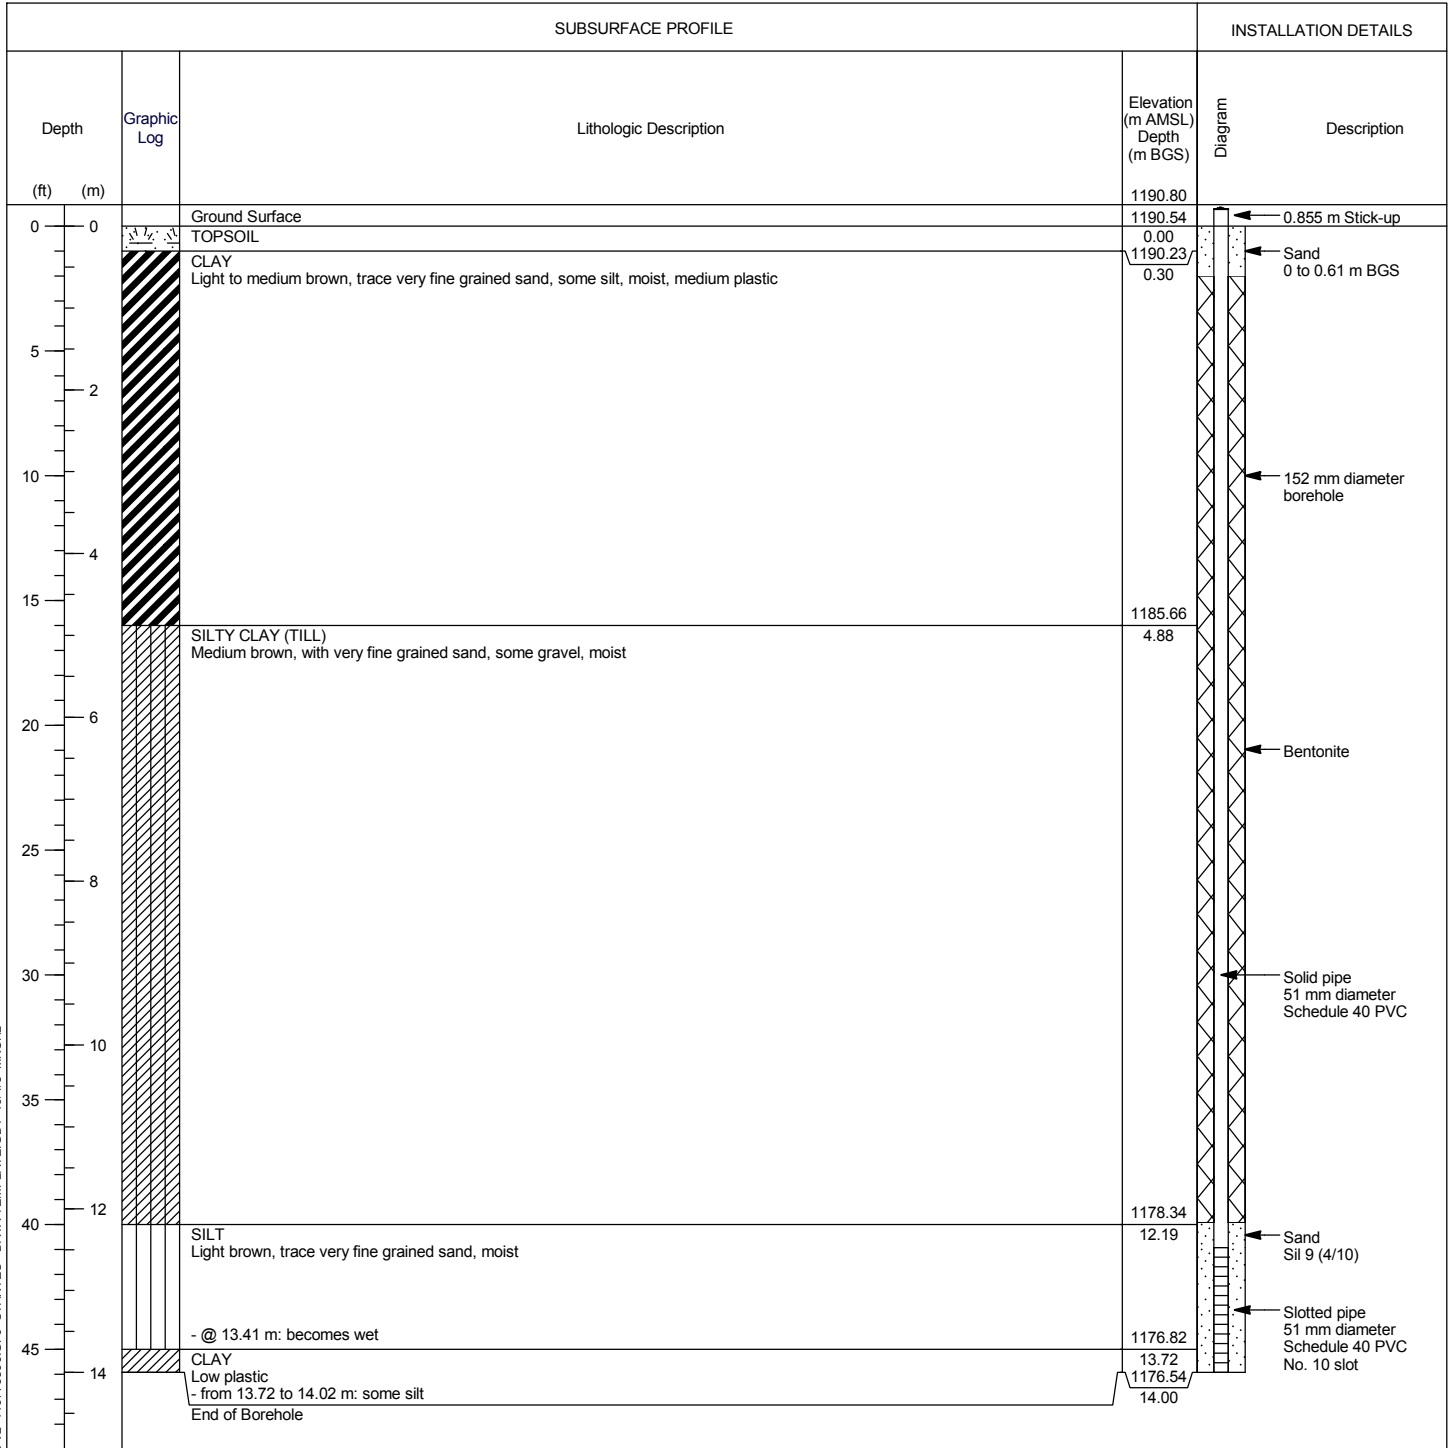 SUBSURFACE PROFILE
INSTALLATION DETAILS
Depth
(ft)
(m)
Graphic
Log
Lithologic Description
Elevation
(m AMSL)
Depth
(m BGS)
Diagram
Description
1190.80
Ground Surface
1190.54
0.855 m Stick-up
0
0
TOPSOIL
0.00
1190.23
Sand
0 to 0.61 m BGS
CLAY
Light to medium brown, trace very fine grained sand, some silt, moist, medium plastic
0.30
5
2
10
152 mm diameter
borehole
4
15
1185.66
SILTY CLAY (TILL)
Medium brown, with very fine grained sand, some gravel, moist
4.88
6
20
Bentonite
25
8
30
Solid pipe
51 mm diameter
Schedule 40 PVC
10
35
12
1178.34
40
SILT
Light brown, trace very fine grained sand, moist
12.19
Sand
Sil 9 (4/10)
Slotted pipe
51 mm diameter
Schedule 40 PVC
No. 10 slot
- @ 13.41 m: becomes wet
1176.82
45
CLAY
Low plastic
- from 13.72 to 14.02 m: some silt
13.72
14
1176.54
14.00
End of Borehole